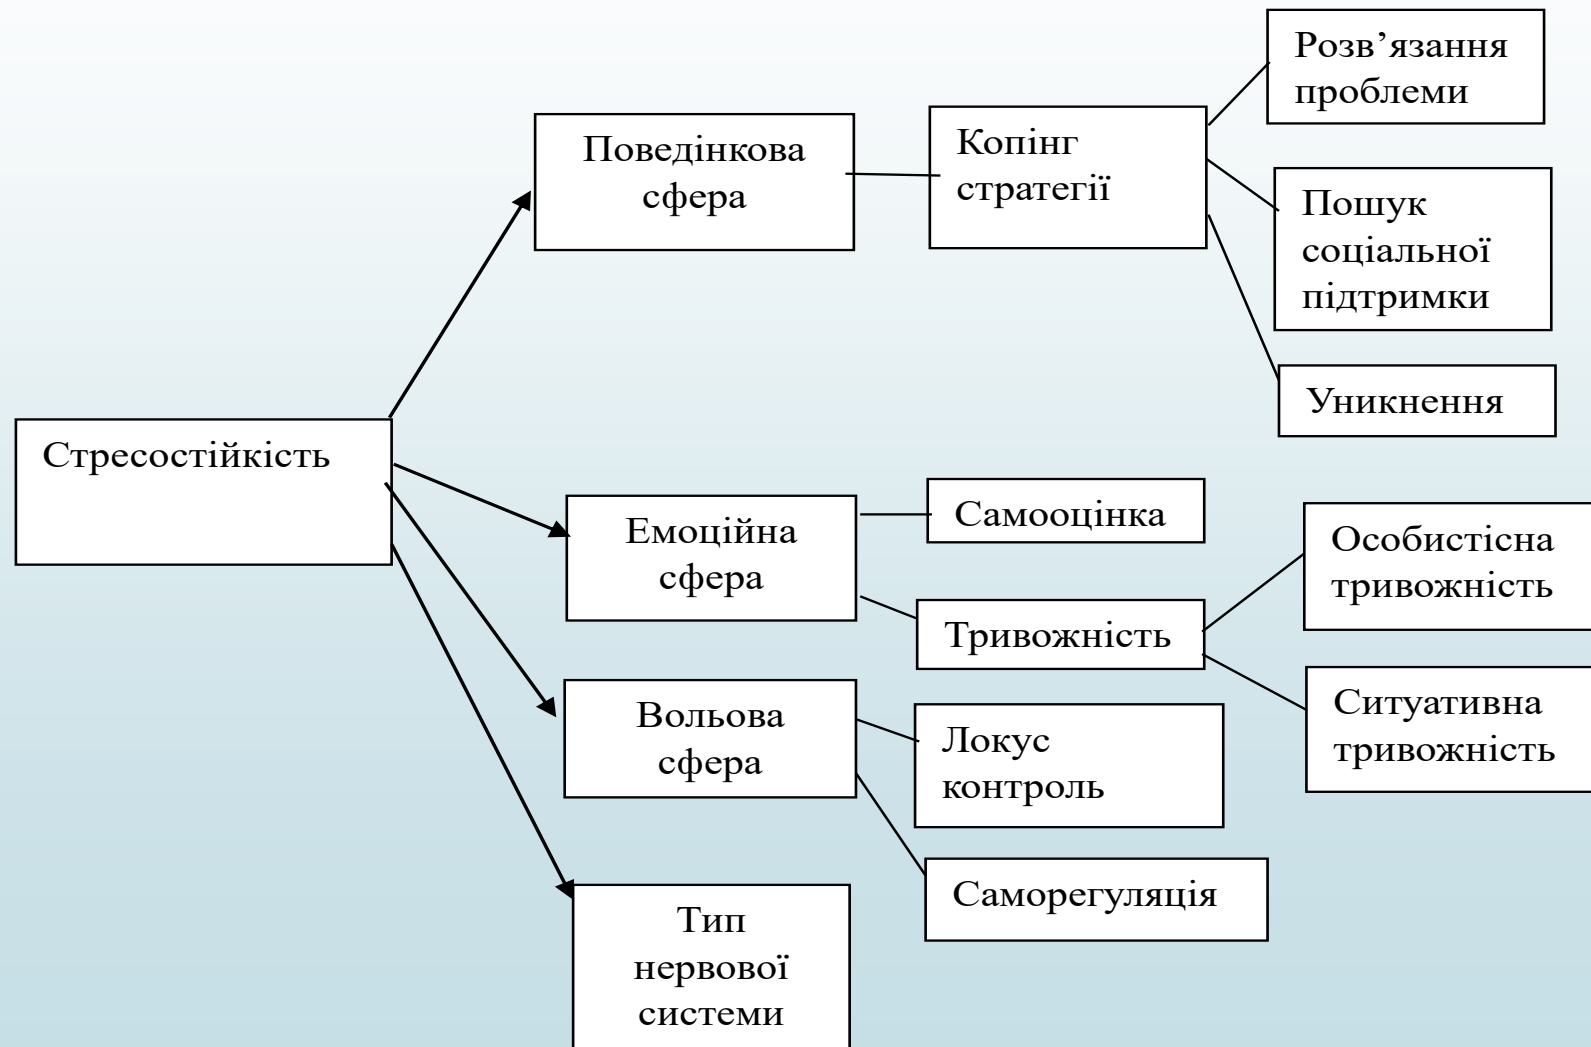 Розв’язання
проблеми
Поведінкова
сфера
Копінг
стратегії
Пошук
соціальної
підтримки
Уникнення
Стресостійкість
Емоційна
сфера
Самооцінка
Особистісна
тривожність
Тривожність
Ситуативна
тривожність
Вольова
сфера
Локус
контроль
Саморегуляція
Тип
нервової
системи